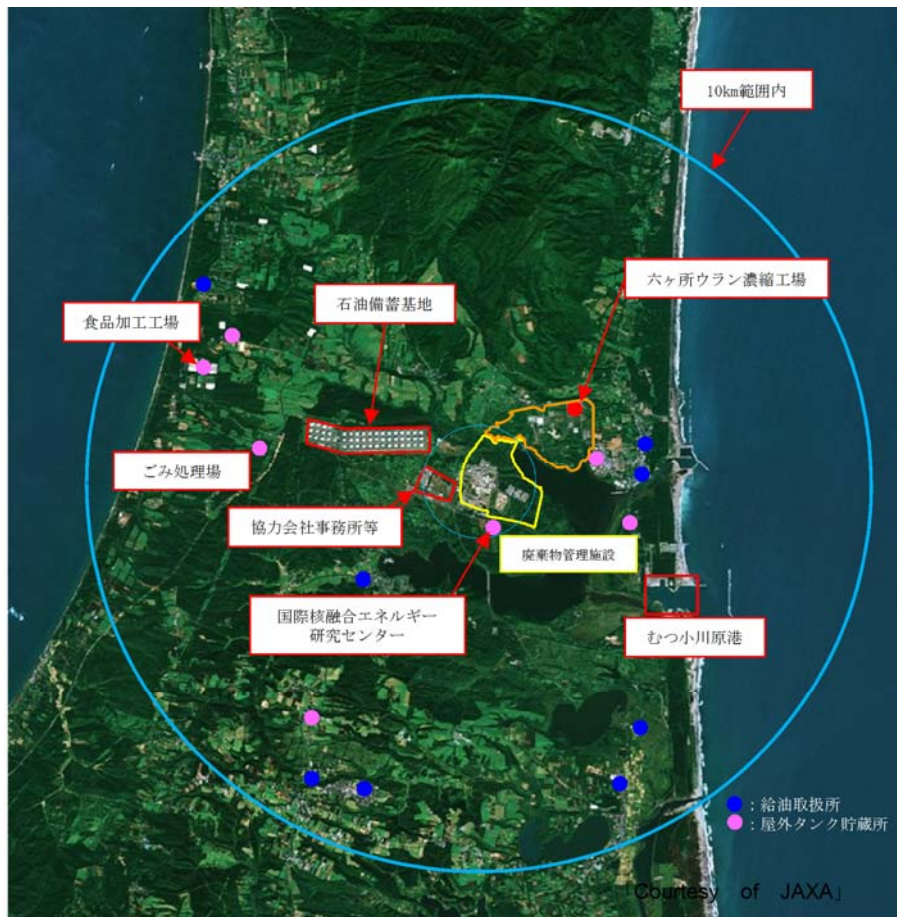 10km範囲内
六ヶ所ウラン濃縮工場
石油備蓄基地
食品加工工場
ごみ処理場
協力会社事務所等
廃棄物管理施設
国際核融合エネルギー
研究センター
むつ小川原港
：給油取扱所
：屋外タンク貯蔵所
「Courtesy of JAXA」